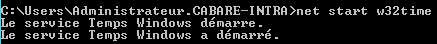 C:\Users\Administrateur.CABARE-INTRA>net start w32time
Le service Temps Windows démarre.
Le service Temps Windows a démarré.